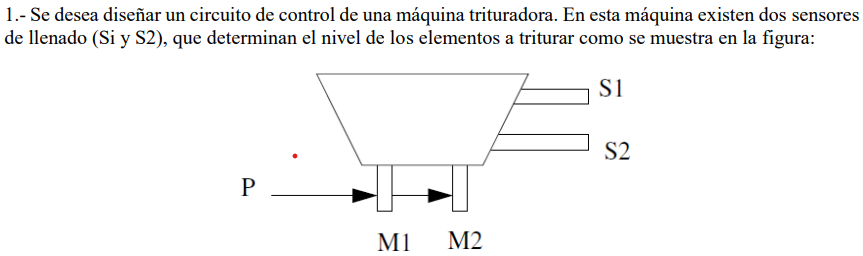 1.- Se desea diseñar un circuito de control de una máquina trituradora. En esta máquina existen dos sensores
de llenado (Si y S2), que determinan el nivel de los elementos a triturar como se muestra en la figura:
S1
S2
P
M1 M2